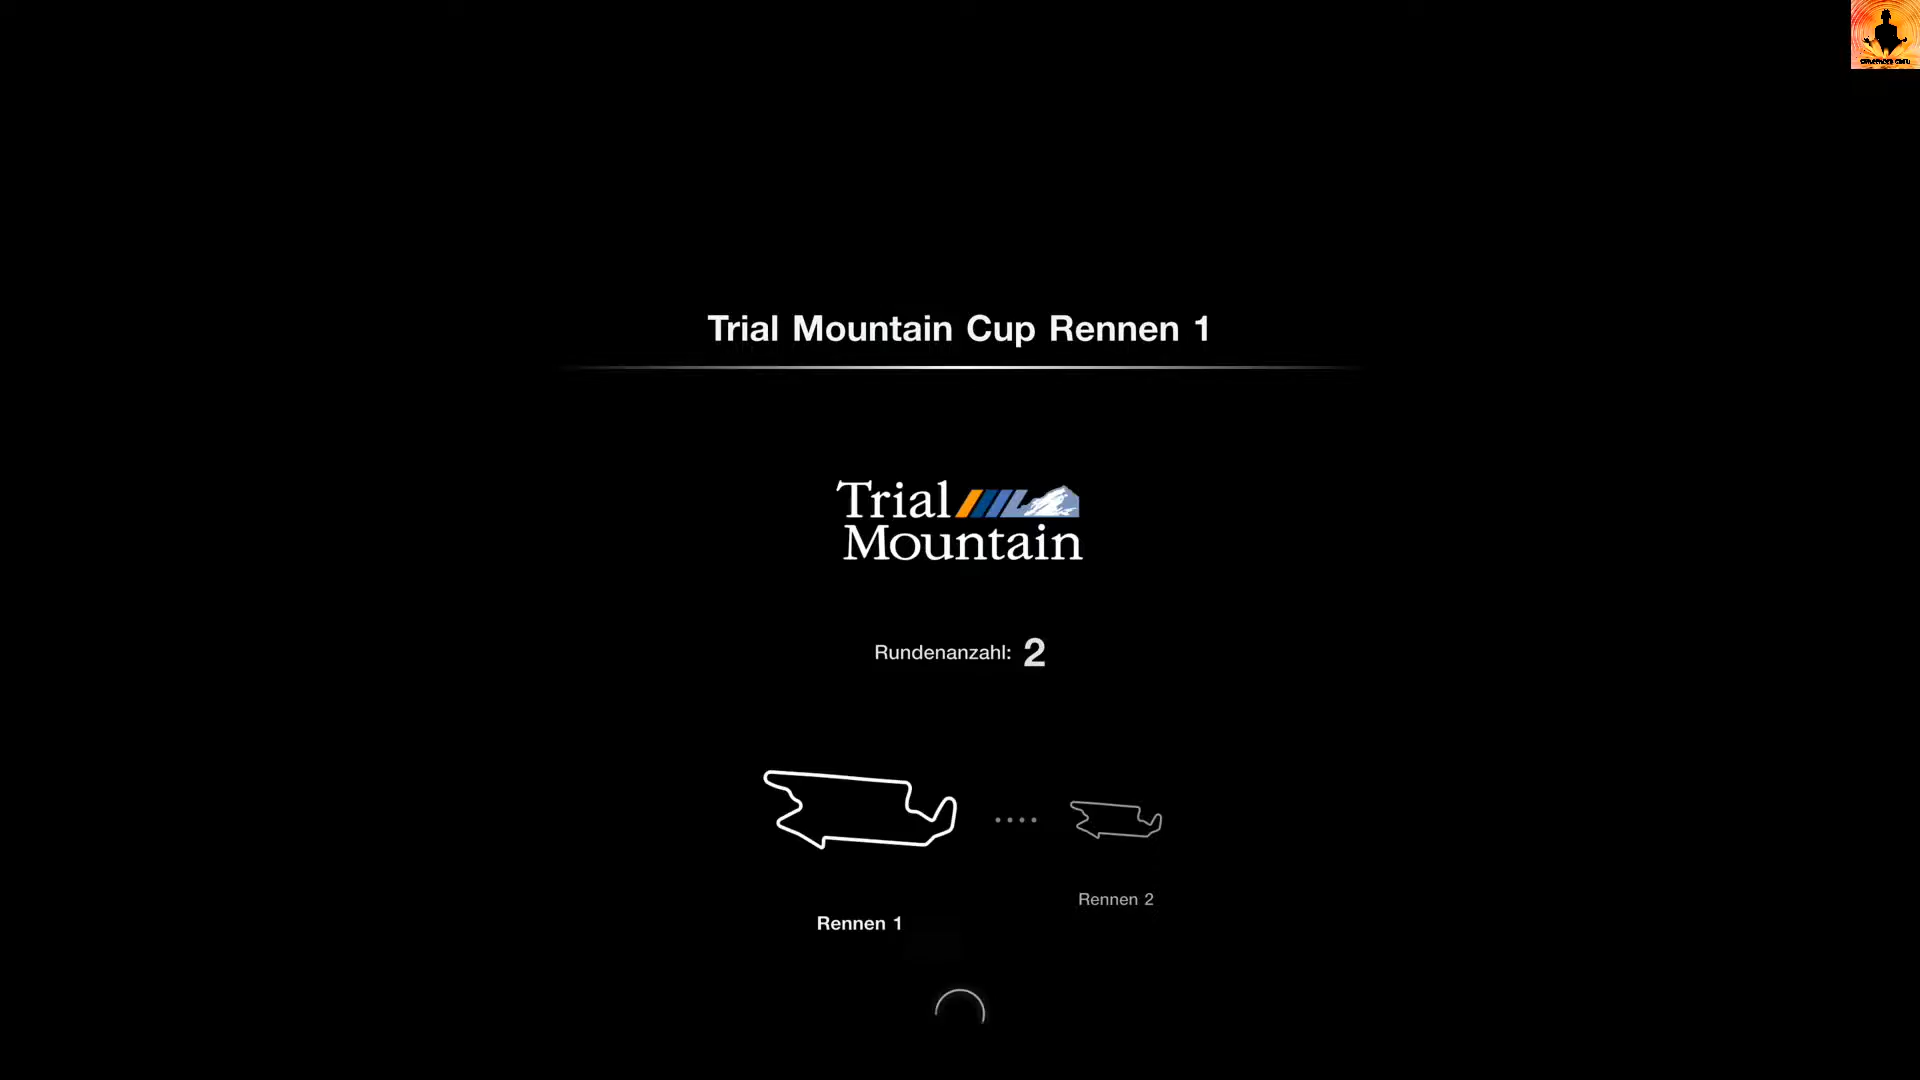 Trial Mountain Cup Rennen 1
Trial
Mountain
Rundenanzahl: 2
Rennen 1
Rennen 2